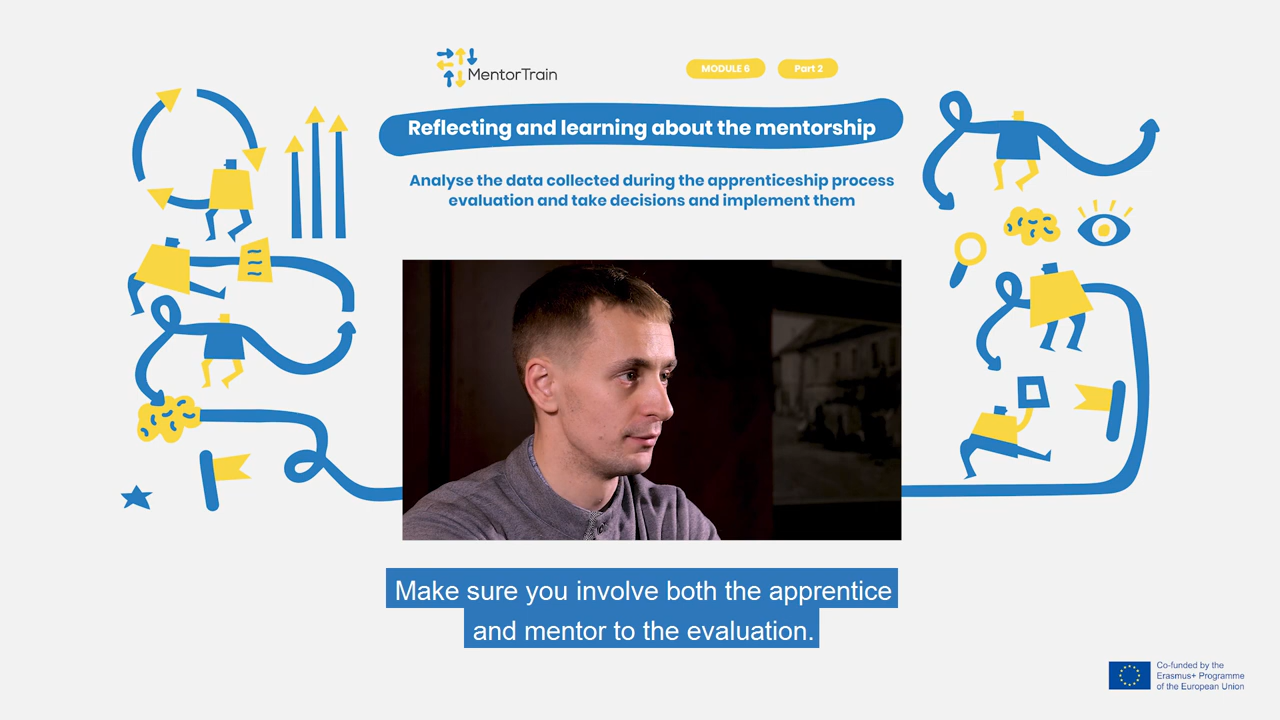 MentorTrain
MODULE 6
Part 2
Reflecting and learning about the mentorship
Analyse the data collected during the apprenticeship process
evaluation and take decisions and implement them
Make sure you involve both the apprentice
and mentor to the evaluation.
Co-funded by the
Erasmus+ Programme
of the European Union